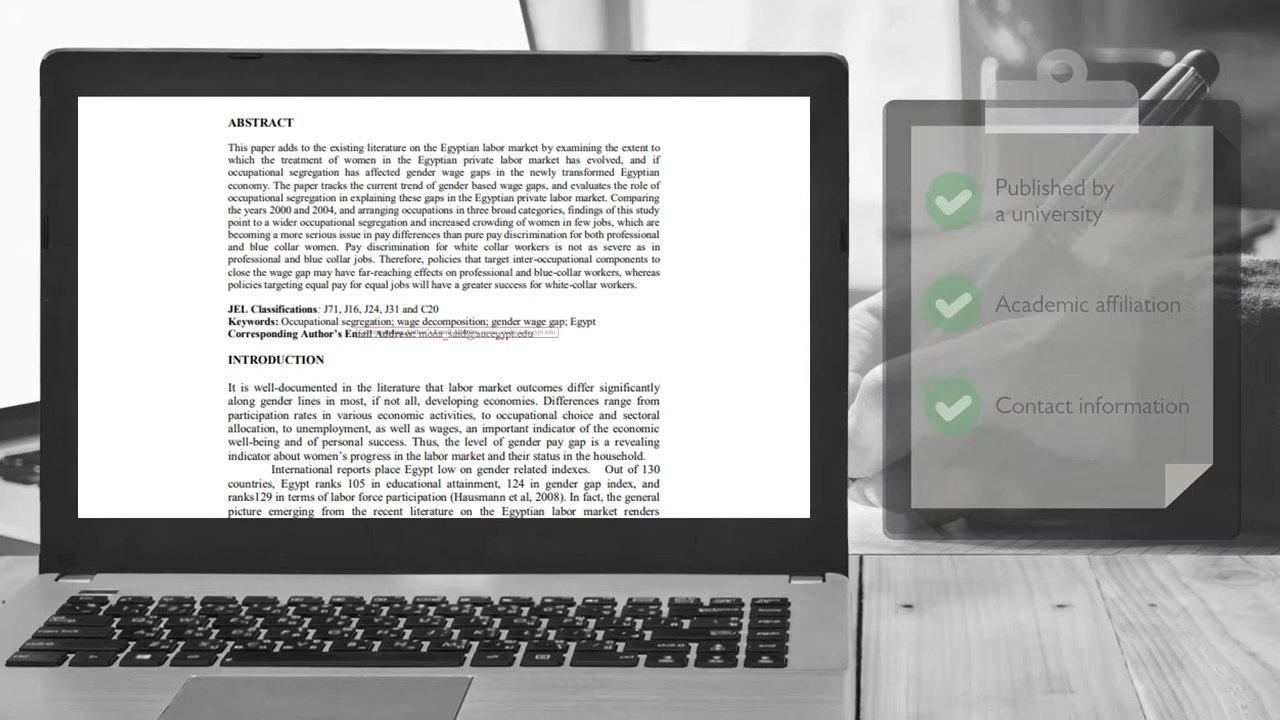 ABSTRACT
This paper adds to the existing literature on the Egyptian labor market by examining the extent to
which the treatment of women in the Egyptian private labor market has evolved, and if
occupational segregation has affected gender wage gaps in the newly transformed Egyptian
economy. The paper tracks the current trend of gender based wage gaps, and evaluates the role of
occupational segregation in explaining these gaps in the Egyptian private labor market. Comparing
the years 2000 and 2004, and arranging occupations in three broad categories, findings of this study
point to a wider occupational segregation and increased crowding of women in few jobs, which are
becoming a more serious issue in pay differences than pure pay discrimination for both professional
and blue collar women. Pay discrimination for white collar workers is not as severe as in
professional and blue collar jobs. Therefore, policies that target inter-occupational components to
close the wage gap may have far-reaching effects on professional and blue-collar workers, whereas
policies targeting equal pay for equal jobs will have a greater success for white-collar workers.
JEL Classifications: J71, J16, J24, J31 and C20
Keywords: Occupational segregation; wage decomposition; gender wage gap; Egypt
Corresponding Author's Email Address: mona_said@aucegypt.edu
INTRODUCTION
It is well-documented in the literature that labor market outcomes differ significantly
along gender lines in most, if not all, developing economies. Differences range from
participation rates in various economic activities, to occupational choice and sectoral
allocation, to unemployment, as well as wages, an important indicator of the economic
well-being and of personal success. Thus, the level of gender pay gap is a revealing
indicator about women's progress in the labor market and their status in the household.
International reports place Egypt low on gender related indexes. Out of 130
countries, Egypt ranks 105 in educational attainment, 124 in gender gap index, and
ranks129 in terms of labor force participation (Hausmann et al, 2008). In fact, the general
picture emerging from the recent literature on the Egyptian labor market renders
Published by
a university
Academic affiliation
Contact information